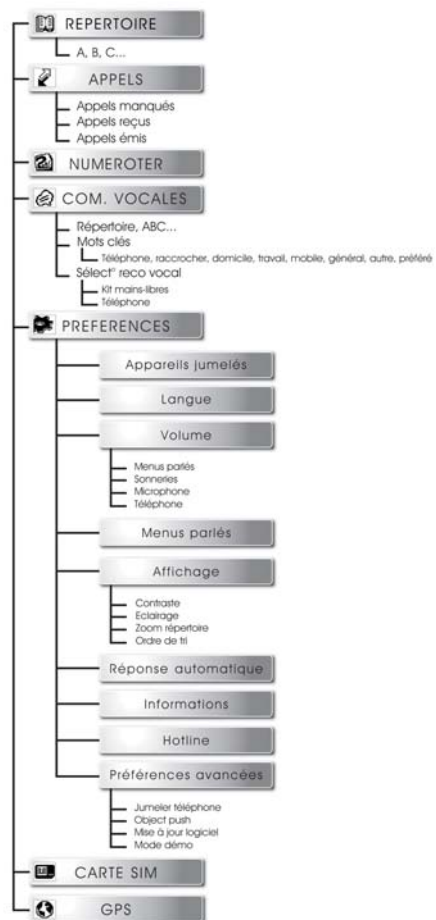 REPERTOIRE
A, B, C...
APPELS
Appels manqués
Appels reçus
Appels émis
NUMEROTER
COM. VOCALES
Répertoire, ABC...
Mots clés
Téléphone, raccrocher, domicile, travail, mobile, général, autre, préféré
Sélect° reco vocal
Kit mains-libres
Téléphone
PREFERENCES
Appareils jumelés
Langue
Volume
Menus parlés
Sonneries
Microphone
Téléphone
Menus parlés
Affichage
Contraste
Eclairage
Zoom répertoire
Ordre de tri
Réponse automatique
Informations
Hotline
Préférences avancées
Jumeler téléphone
Object push
Mise à jour logiciel
Mode démo
CARTE SIM
GPS